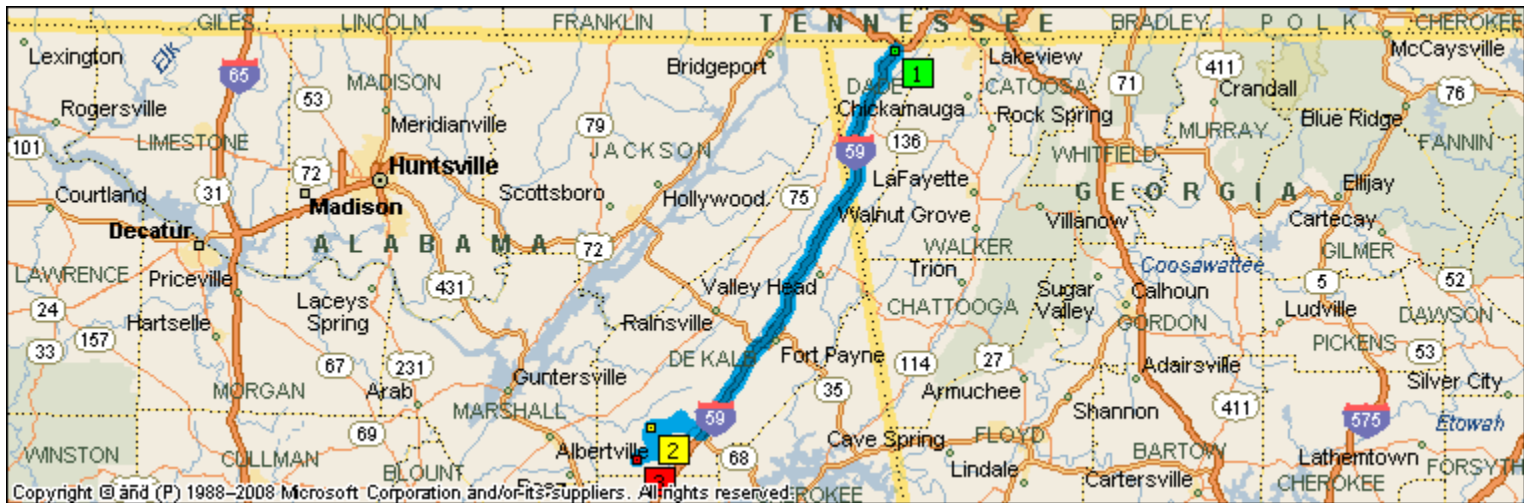 GILES
LINCOLN
FRANKLIN
TENNESSEE
BRADLEY
POLK
CHEROKEE
Lexington
Elk
65
MADISON
Bridgeport
1
DADE
Lakeview
CATOOSA
71
411
McCaysville
Crandall
76
Rogersville
53
Meridianville
79
Chickamauga
Rock Spring
MURRAY
Blue Ridge
FANNIN
101
LIMESTONE
JACKSON
59
136
WHITFIELD
72
Huntsville
31
Scottsboro
Hollywood
75
LaFayette
GEORGIA
Ellijay
Courtland
Madison
Walnut Grove
Villanow
Cartecay
Decatur
ALABAMA
72
WALKER
GILMER
LAWRENCE
Priceville
431
Trion
Coosawattee
5
52
24
Laceys
Spring
Valley Head
CHATTOOGA
Sugar
Valley
Calhoun
Ludville
DAWSON
Hartselle
Rainsville
GORDON
33
157
DE KALB
Fort Payne
114
27
Adairsville
PICKENS
53
67
231
Guntersville
35
Armuchee
Silver City
MORGAN
Arab
MARSHALL
59
Shannon
411
575
Etowah
69
Albertville
2
68
Cave Spring
FLOYD
BARTOW
WINSTON
CULLMAN
BLOUNT
3
Lindale
Lathemtown
FORSYTH
Cartersville
CHEROKEE
Copyright © and (P) 1988–2008 Microsoft Corporation and/or its suppliers. All rights reserved.